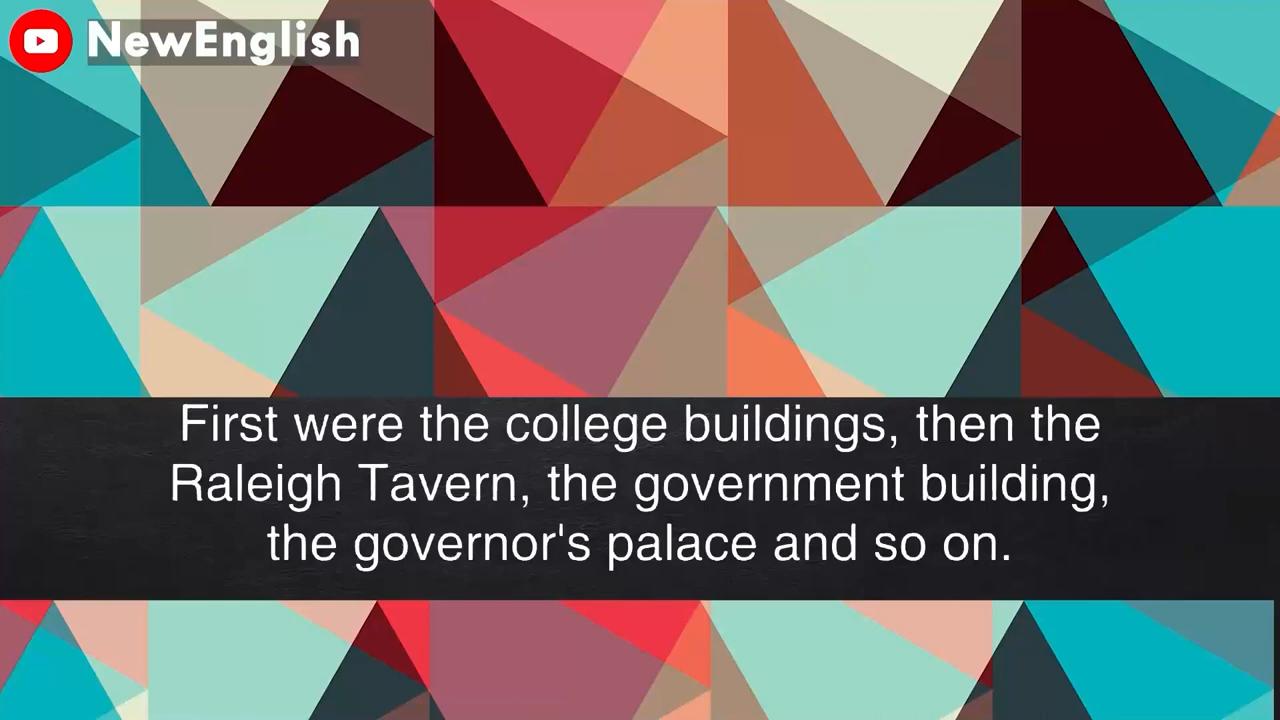 NewEnglish
First were the college buildings, then the
Raleigh Tavern, the government building,
the governor's palace and so on.